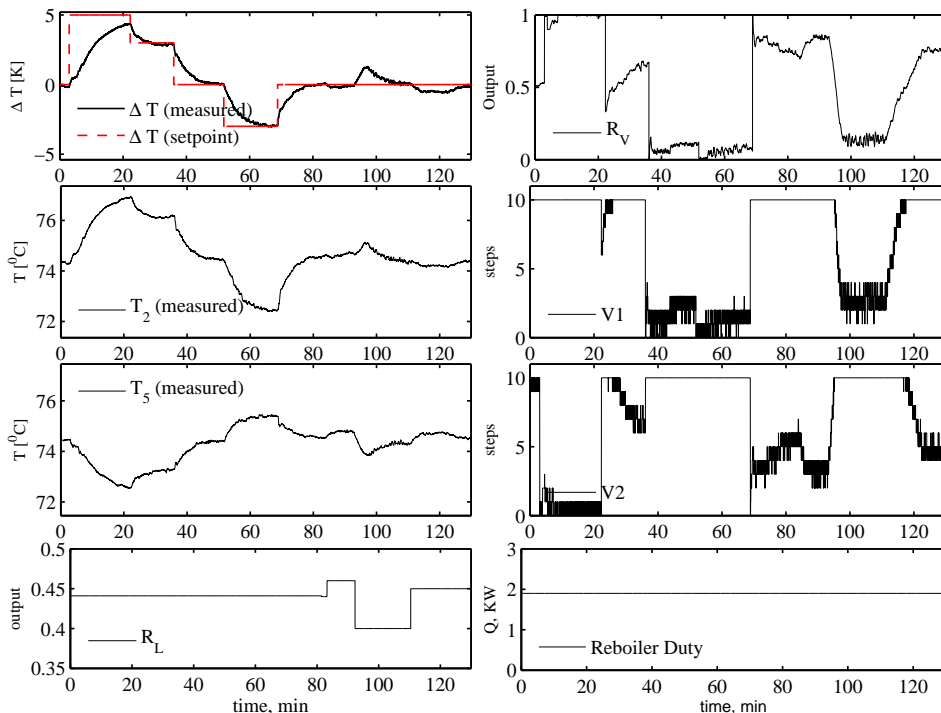 5
0
−5
Δ T [K]
Δ T (measured)
Δ T (setpoint)
0 20 40 60 80 100 120
1
0.5
0
Output
R_V
0 20 40 60 80 100 120
76
74
72
T [⁰C]
T_2 (measured)
0 20 40 60 80 100 120
10
5
0
steps
V1
0 20 40 60 80 100 120
76
74
72
T [⁰C]
T_5 (measured)
0 20 40 60 80 100 120
10
5
0
steps
V2
0 20 40 60 80 100 120
0.5
0.45
0.4
0.35
output
R_L
0 20 40 60 80 100 120
time, min
3
2
1
0
Q, KW
Reboiler Duty
0 20 40 60 80 100 120
time, min